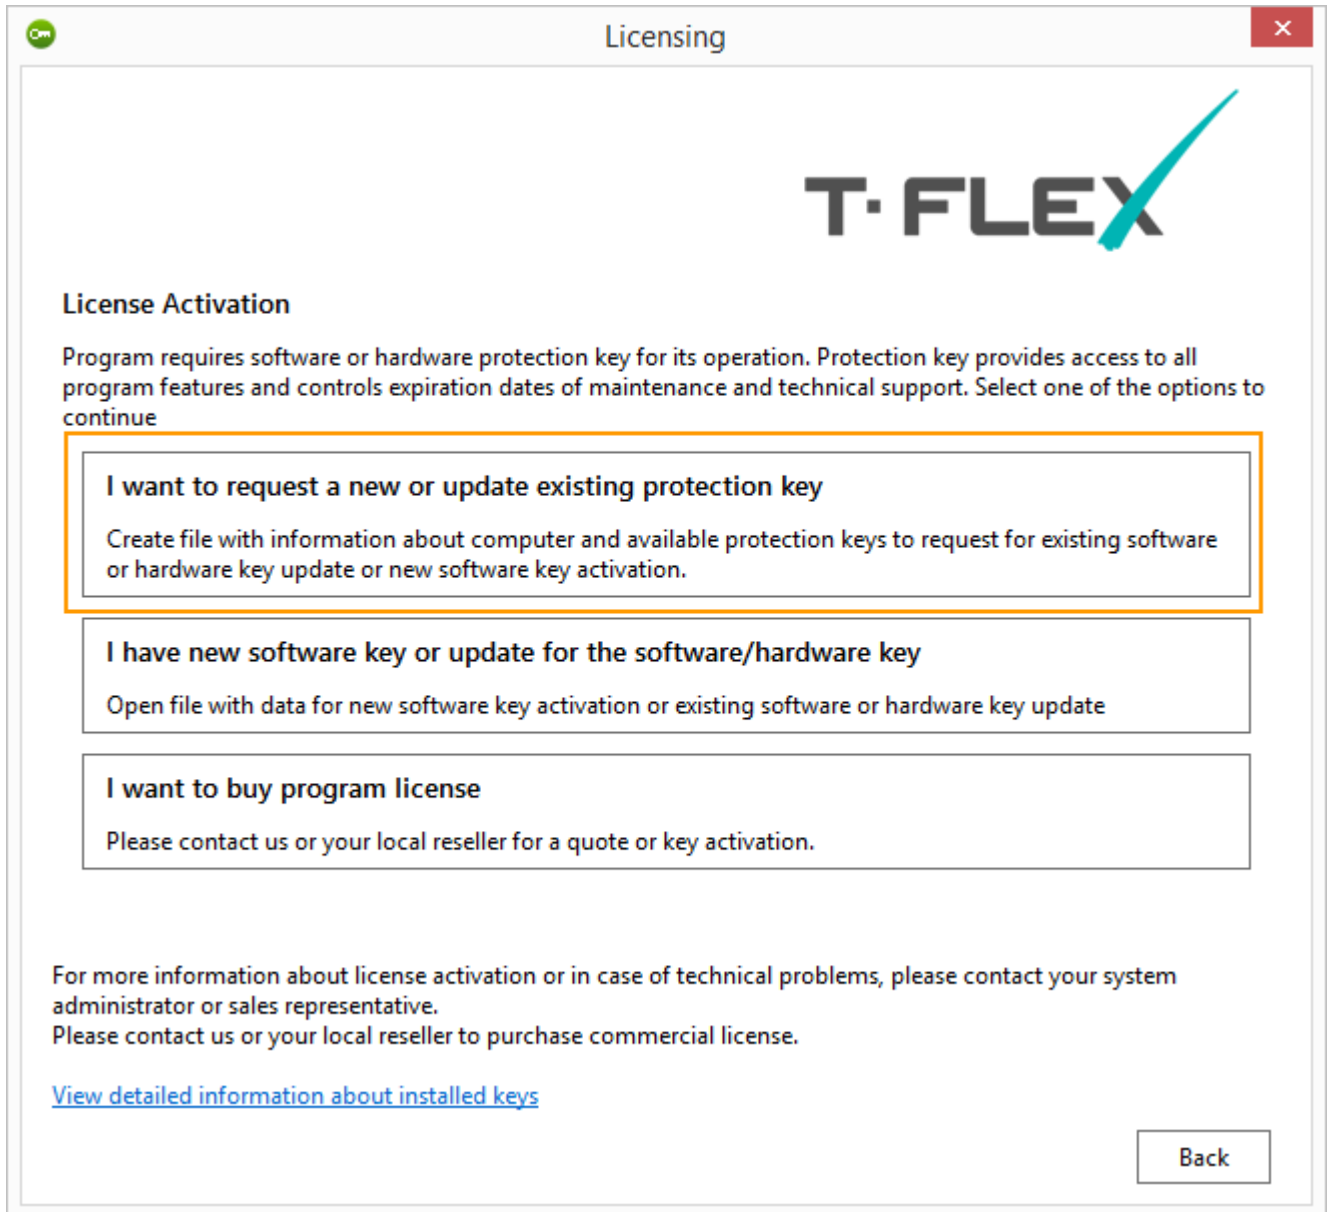 Licensing
T·FLEX
License Activation
Program requires software or hardware protection key for its operation. Protection key provides access to all
program features and controls expiration dates of maintenance and technical support. Select one of the options to
continue
I want to request a new or update existing protection key
Create file with information about computer and available protection keys to request for existing software
or hardware key update or new software key activation.
I have new software key or update for the software/hardware key
Open file with data for new software key activation or existing software or hardware key update
I want to buy program license
Please contact us or your local reseller for a quote or key activation.
For more information about license activation or in case of technical problems, please contact your system
administrator or sales representative.
Please contact us or your local reseller to purchase commercial license.
View detailed information about installed keys
Back